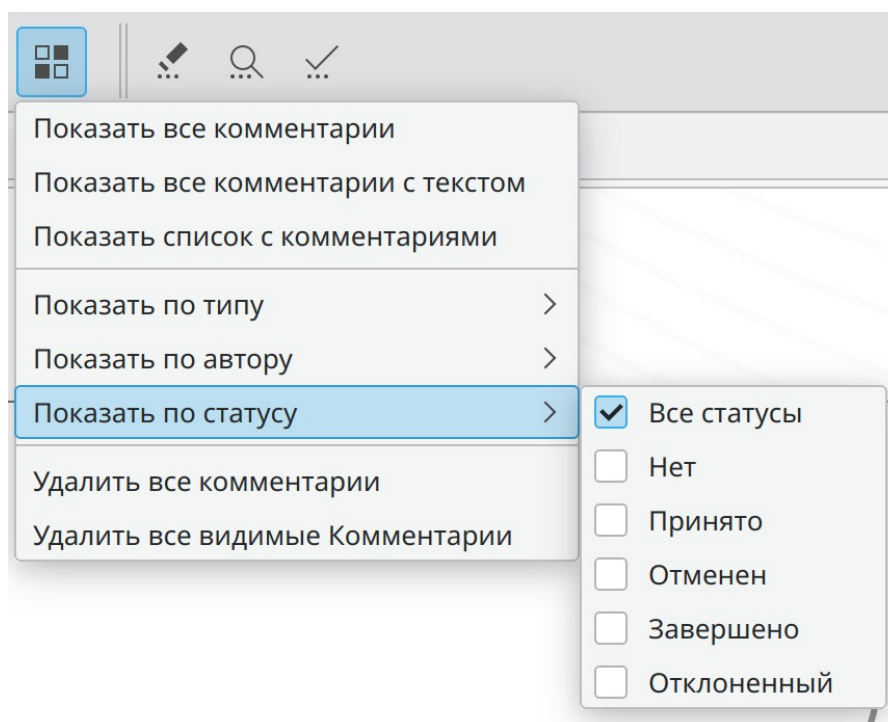 Показать все комментарии
Показать все комментарии с текстом
Показать список с комментариями
Показать по типу
Показать по автору
Показать по статусу
Удалить все комментарии
Удалить все видимые Комментарии
Все статусы
Нет
Принято
Отменен
Завершено
Отклоненный